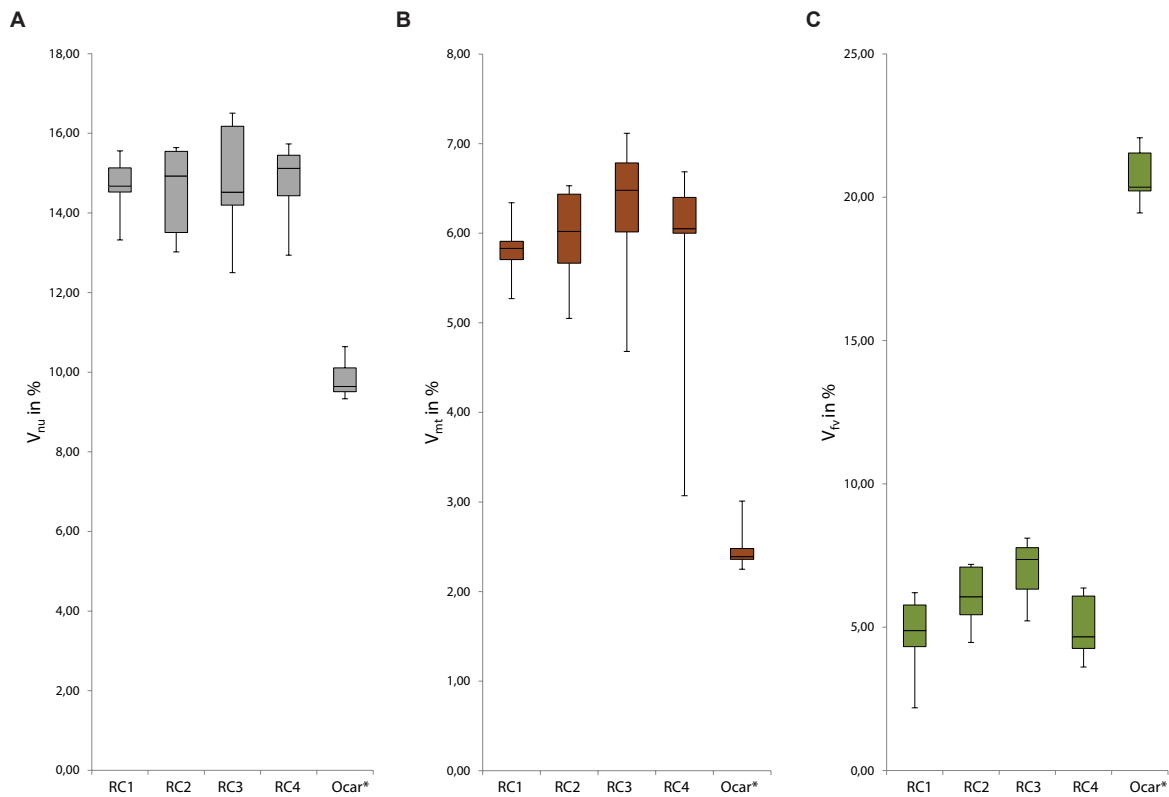 A
B
C
18,00
16,00
14,00
12,00
10,00
8,00
6,00
4,00
2,00
0,00
Vnu in %
RC1 RC2 RC3 RC4 Ocar*
8,00
7,00
6,00
5,00
4,00
3,00
2,00
1,00
0,00
Vmt in %
RC1 RC2 RC3 RC4 Ocar*
25,00
20,00
15,00
10,00
5,00
0,00
Vfv in %
RC1 RC2 RC3 RC4 Ocar*